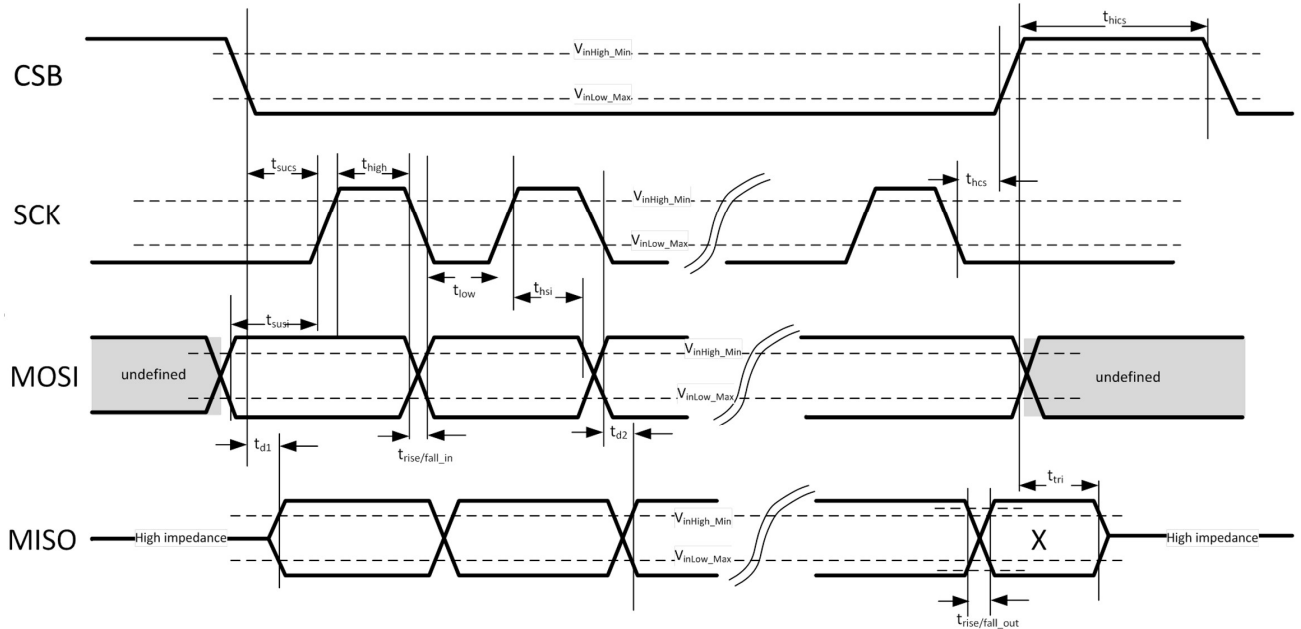 t_hics
V_inHigh_Min
CSB
V_inLow_Max
t_sucs
t_high
t_hcs
V_inHigh_Min
SCK
V_inLow_Max
t_low
t_hsi
t_susi
V_inHigh_Min
MOSI
undefined
undefined
V_inLow_Max
t_d1
t_d2
t_rise/fall_in
t_tri
V_inHigh_Min
MISO
High impedance
X
High impedance
V_inLow_Max
t_rise/fall_out